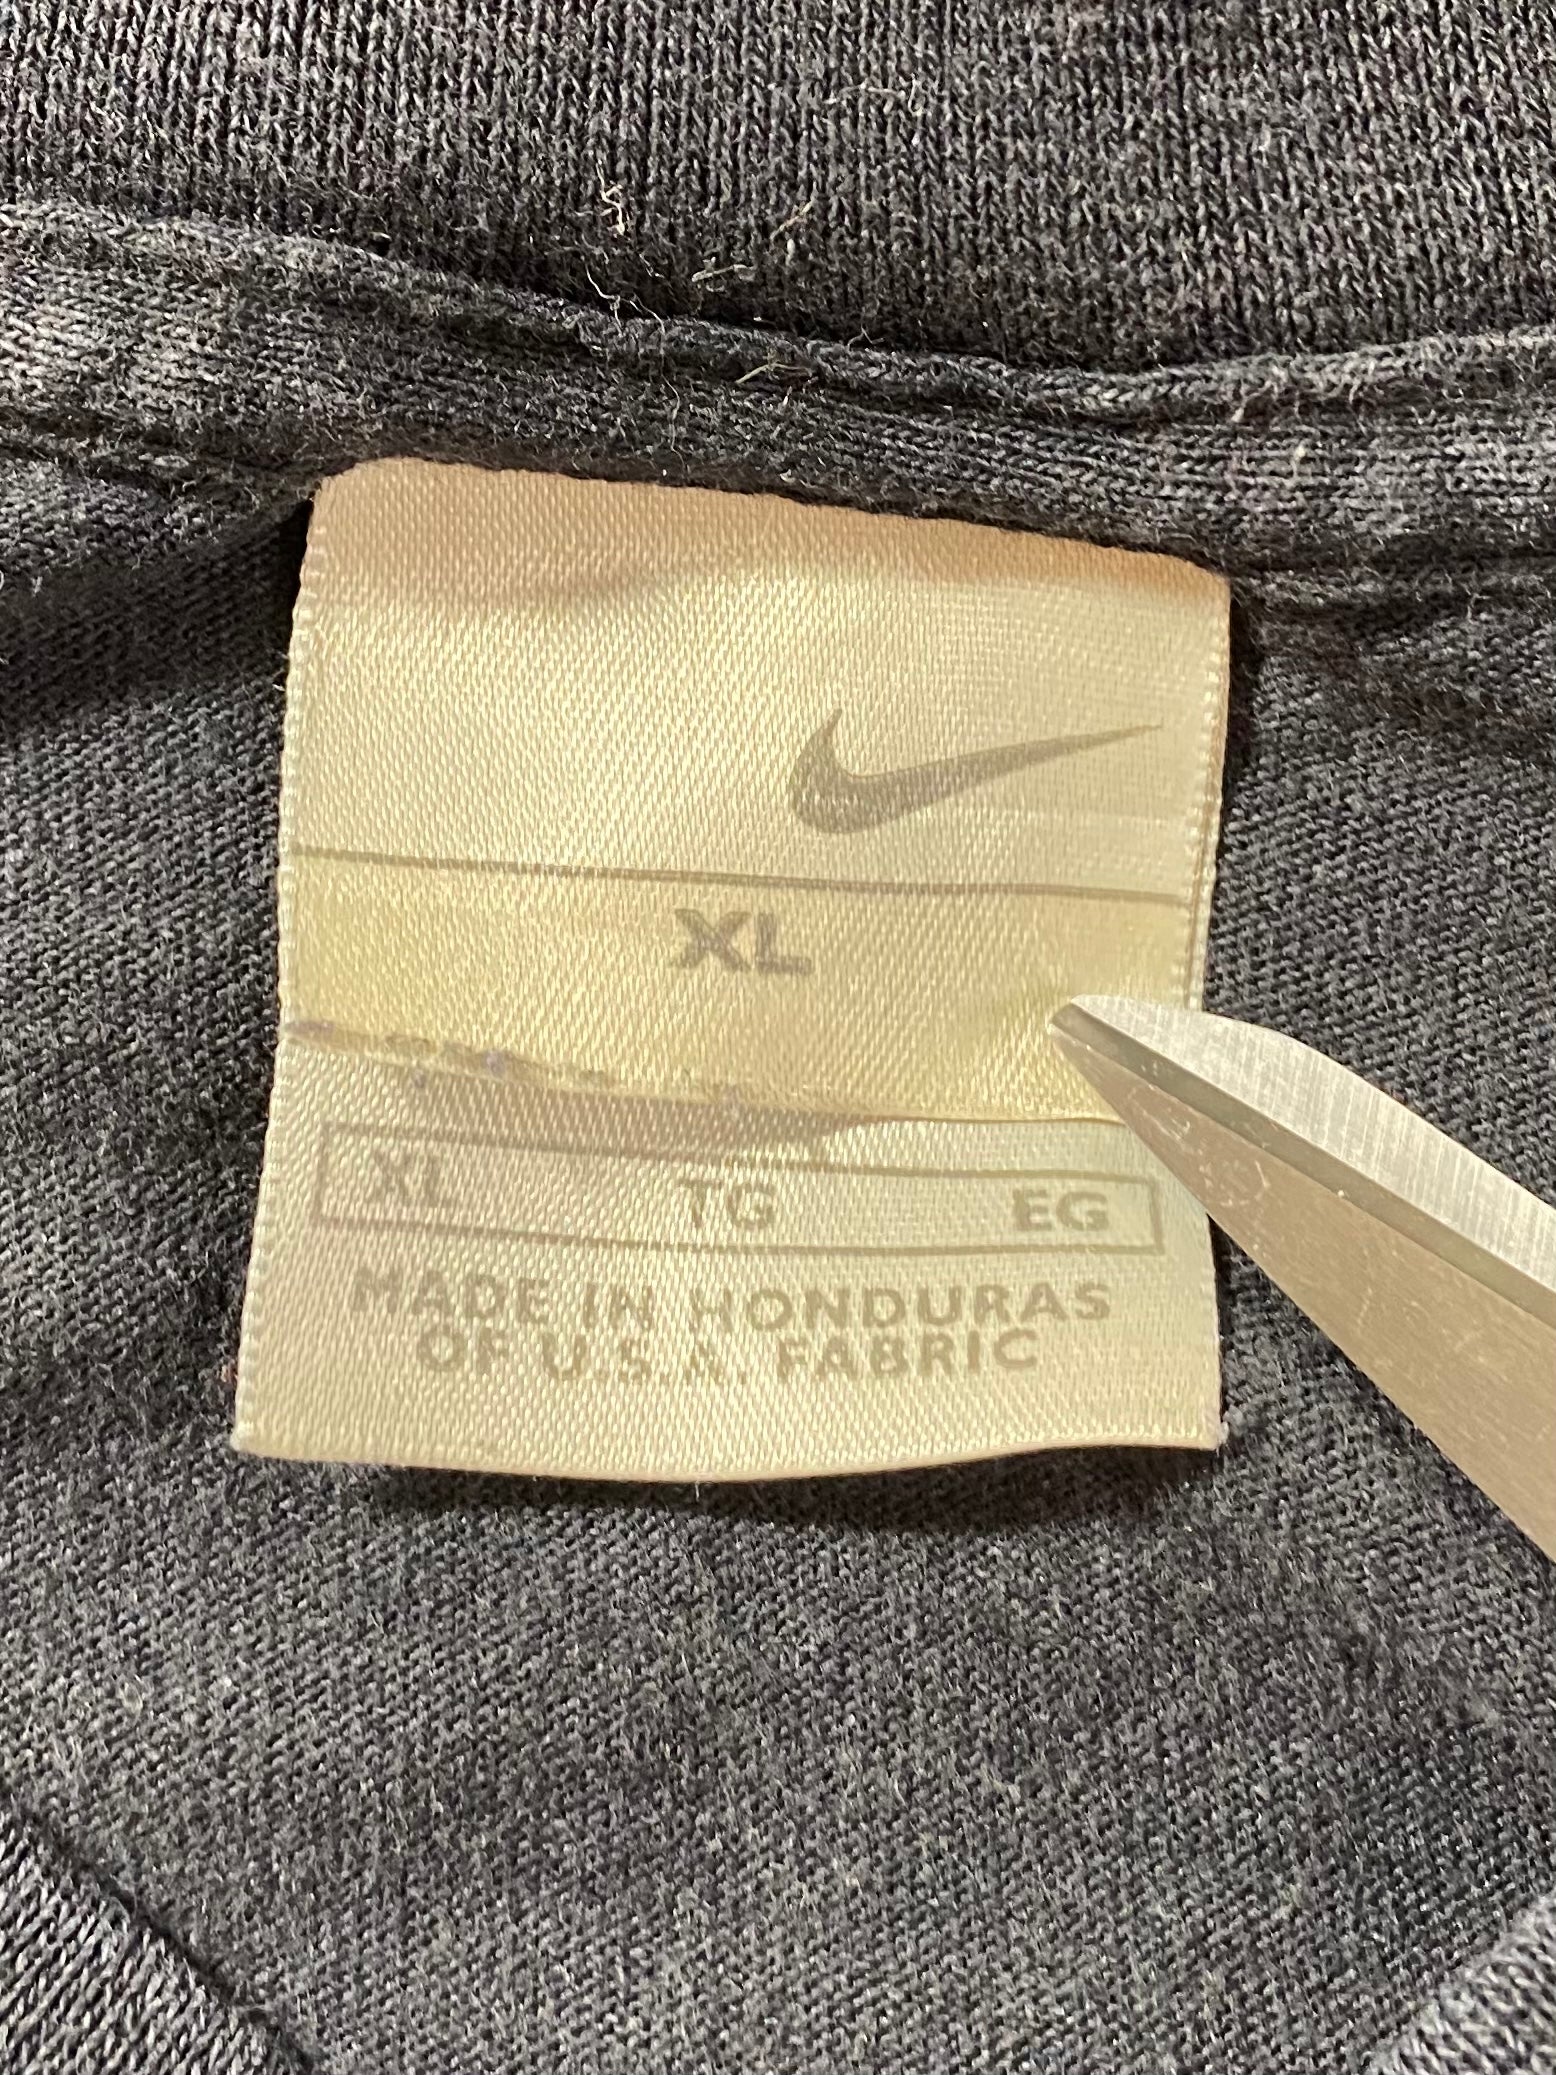 XL
XL TG EG
MADE IN HONDURAS
OF U.S.A. FABRIC